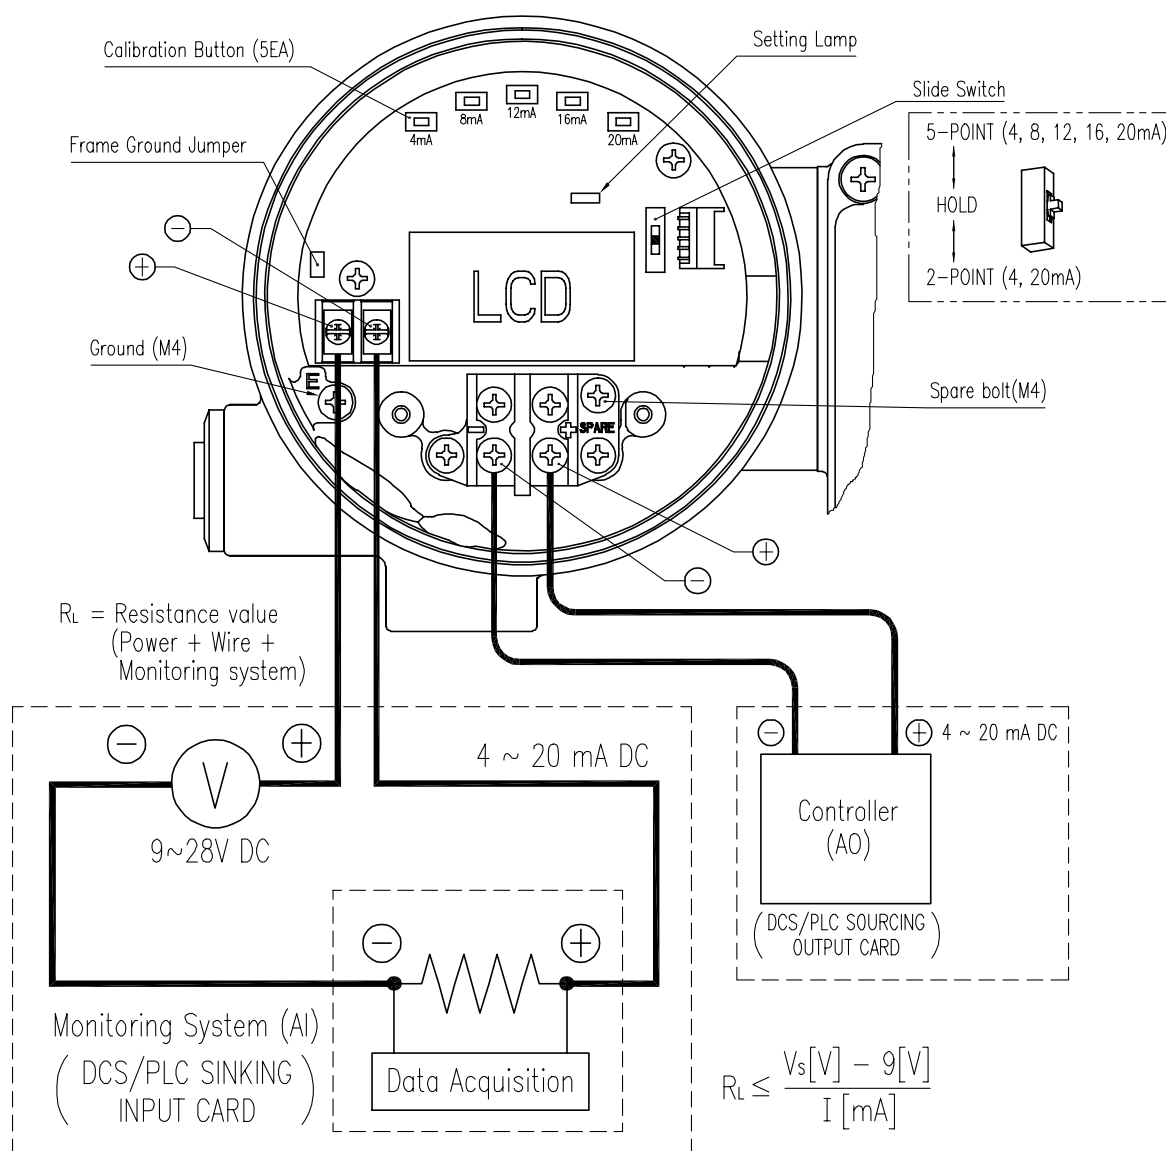 Calibration Button (5EA)
Setting Lamp
Slide Switch
4mA
8mA
12mA
16mA
20mA
Frame Ground Jumper
5-POINT (4, 8, 12, 16, 20mA)
HOLD
2-POINT (4, 20mA)
−
+
LCD
Ground (M4)
E
Spare bolt(M4)
SPARE
+
−
RL = Resistance value
(Power + Wire +
Monitoring system)
− + 4 ~ 20 mA DC
V
9~28V DC
− + 4 ~ 20 mA DC
Controller
(AO)
(DCS/PLC SOURCING
OUTPUT CARD)
− +
Monitoring System (AI)
(DCS/PLC SINKING
INPUT CARD)
Data Acquisition
RL ≤ Vs[V] − 9[V]
I [mA]